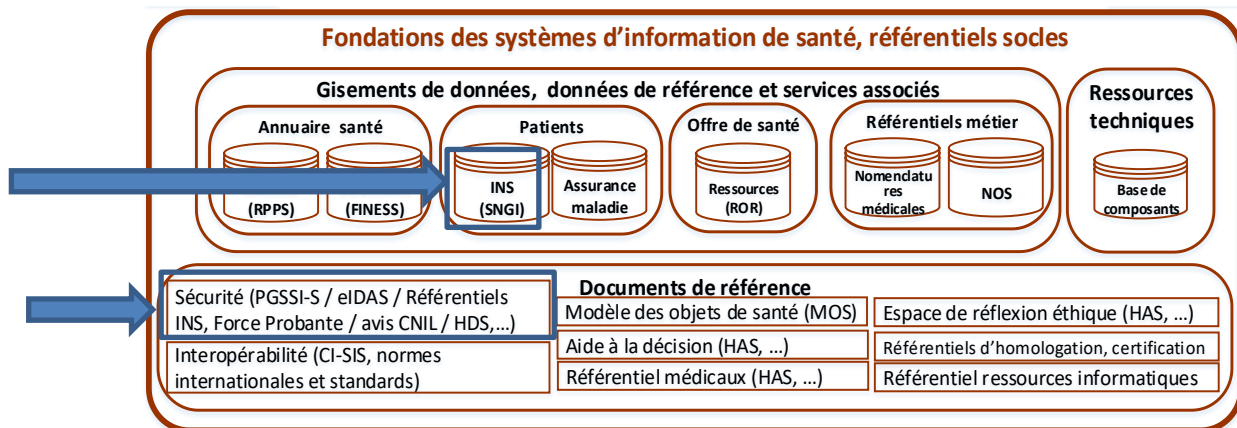 Fondations des systèmes d’information de santé, référentiels socles
Gisements de données, données de référence et services associés
Annuaire santé
(RPPS)
(FINESS)
Patients
INS
(SNGI)
Assurance
maladie
Offre de santé
Ressources
(ROR)
Référentiels métier
Nomenclatu
res
médicales
NOS
Ressources
techniques
Base de
composants
Documents de référence
Sécurité (PGSSI-S / eIDAS / Référentiels
INS, Force Probante / avis CNIL / HDS,…)
Interopérabilité (CI-SIS, normes
internationales et standards)
Modèle des objets de santé (MOS)
Aide à la décision (HAS, …)
Référentiel médicaux (HAS, …)
Espace de réflexion éthique (HAS, …)
Référentiels d’homologation, certification
Référentiel ressources informatiques